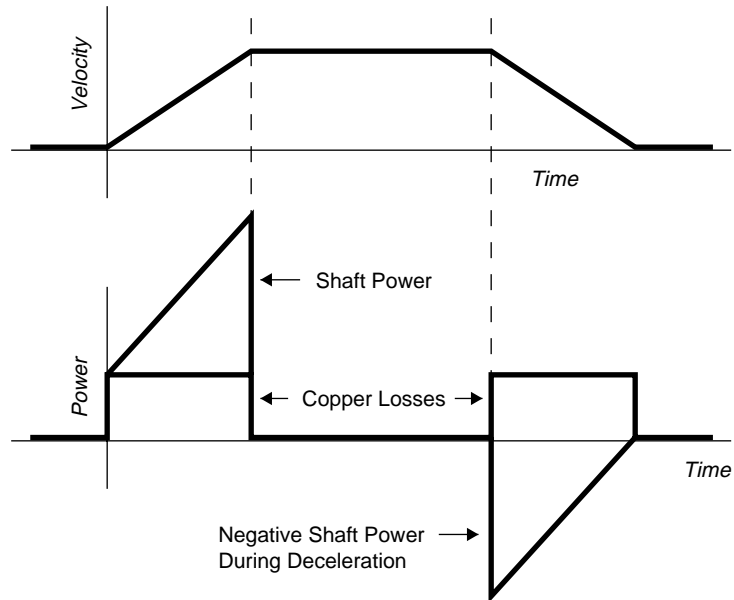 Velocity
Time
Shaft Power
Power
Copper Losses
Time
Negative Shaft Power
During Deceleration